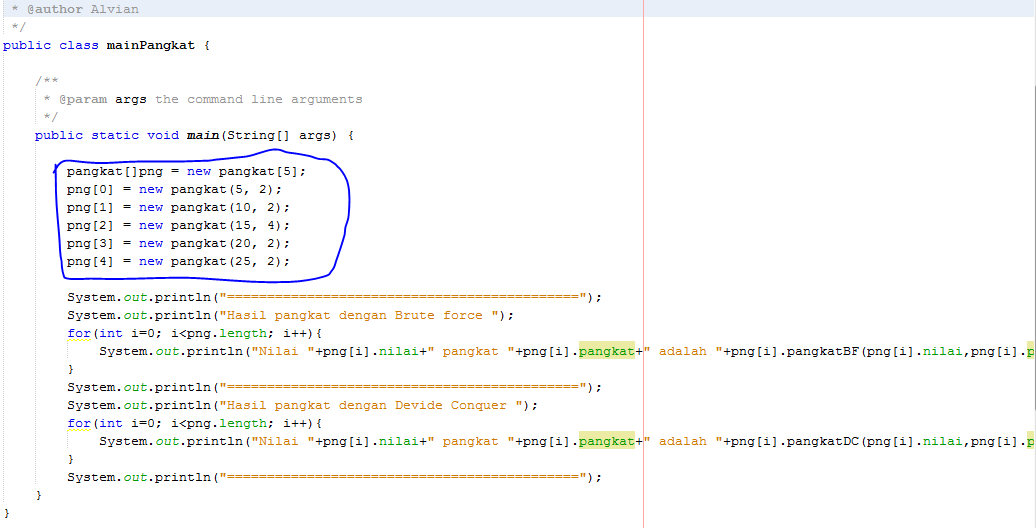 * @author Alvian
 */
public class mainPangkat {
    /**
     * @param args the command line arguments
     */
    public static void main(String[] args) {
        pangkat[]png = new pangkat[5];
        png[0] = new pangkat(5, 2);
        png[1] = new pangkat(10, 2);
        png[2] = new pangkat(15, 4);
        png[3] = new pangkat(20, 2);
        png[4] = new pangkat(25, 2);
        System.out.println("============================================");
        System.out.println("Hasil pangkat dengan Brute force ");
        for(int i=0; i<png.length; i++){
            System.out.println("Nilai "+png[i].nilai+" pangkat "+png[i].pangkat+" adalah "+png[i].pangkatBF(png[i].nilai,png[i].p
        }
        System.out.println("============================================");
        System.out.println("Hasil pangkat dengan Devide Conquer ");
        for(int i=0; i<png.length; i++){
            System.out.println("Nilai "+png[i].nilai+" pangkat "+png[i].pangkat+" adalah "+png[i].pangkatDC(png[i].nilai,png[i].p
        }
        System.out.println("============================================");
    }
}